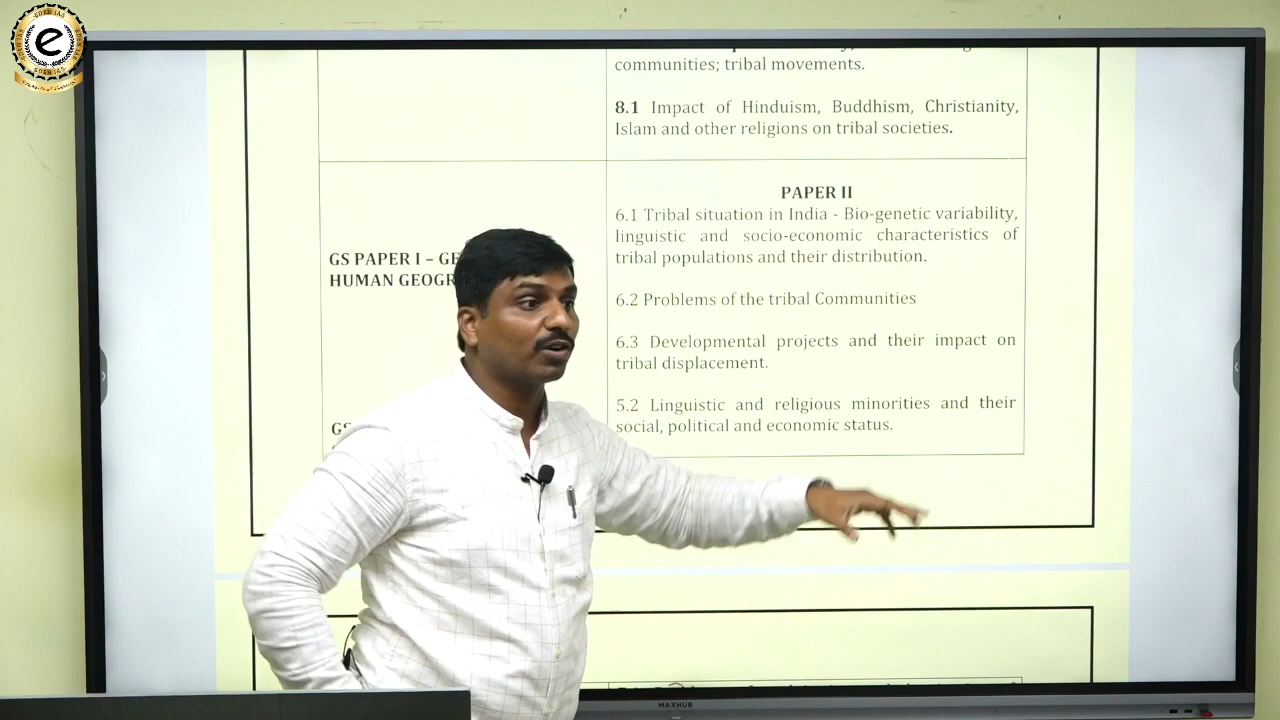 EDEN IAS
e
communities; tribal movements.
8.1 Impact of Hinduism, Buddhism, Christianity,
Islam and other religions on tribal societies.
PAPER II
6.1 Tribal situation in India - Bio-genetic variability,
linguistic and socio-economic characteristics of
tribal populations and their distribution.
6.2 Problems of the tribal Communities
6.3 Developmental projects and their impact on
tribal displacement.
5.2 Linguistic and religious minorities and their
social, political and economic status.
GS PAPER I – GE
HUMAN GEOGR
GS
MAXHUB